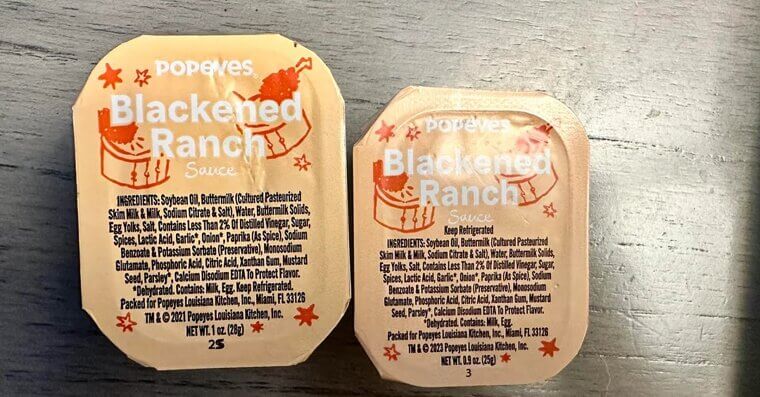 POPEYES®
Blackened
Ranch
Sauce
INGREDIENTS: Soybean Oil, Buttermilk (Cultured Pasteurized
Skim Milk & Milk, Sodium Citrate & Salt), Water, Buttermilk Solids,
Egg Yolks, Salt, Contains Less Than 2% Of Distilled Vinegar, Sugar,
Spices, Lactic Acid, Garlic*, Onion*, Paprika (As Spice), Sodium
Benzoate & Potassium Sorbate (Preservative), Monosodium
Glutamate, Phosphoric Acid, Citric Acid, Xanthan Gum, Mustard
Seed, Parsley*, Calcium Disodium EDTA To Protect Flavor.
*Dehydrated. Contains: Milk, Egg. Keep Refrigerated.
Packed for Popeyes Louisiana Kitchen, Inc., Miami, FL 33126
TM & © 2021 Popeyes Louisiana Kitchen, Inc.
NET WT. 1 oz. (28g)
25
POPEYES
Blackened
Ranch
Sauce
Keep Refrigerated
INGREDIENTS: Soybean Oil, Buttermilk (Cultured Pasteurized
Skim Milk & Milk, Sodium Citrate & Salt), Water, Buttermilk Solids,
Egg Yolks, Salt, Contains Less Than 2% Of Distilled Vinegar, Sugar,
Spices, Lactic Acid, Garlic*, Onion*, Paprika (As Spice), Sodium
Benzoate & Potassium Sorbate (Preservative), Monosodium
Glutamate, Phosphoric Acid, Citric Acid, Xanthan Gum, Mustard
Seed, Parsley*, Calcium Disodium EDTA To Protect Flavor.
*Dehydrated. Contains: Milk, Egg.
Packed for Popeyes Louisiana Kitchen, Inc., Miami, FL 33126
TM & © 2023 Popeyes Louisiana Kitchen, Inc.
NET WT. 0.9 oz. (25g)
3